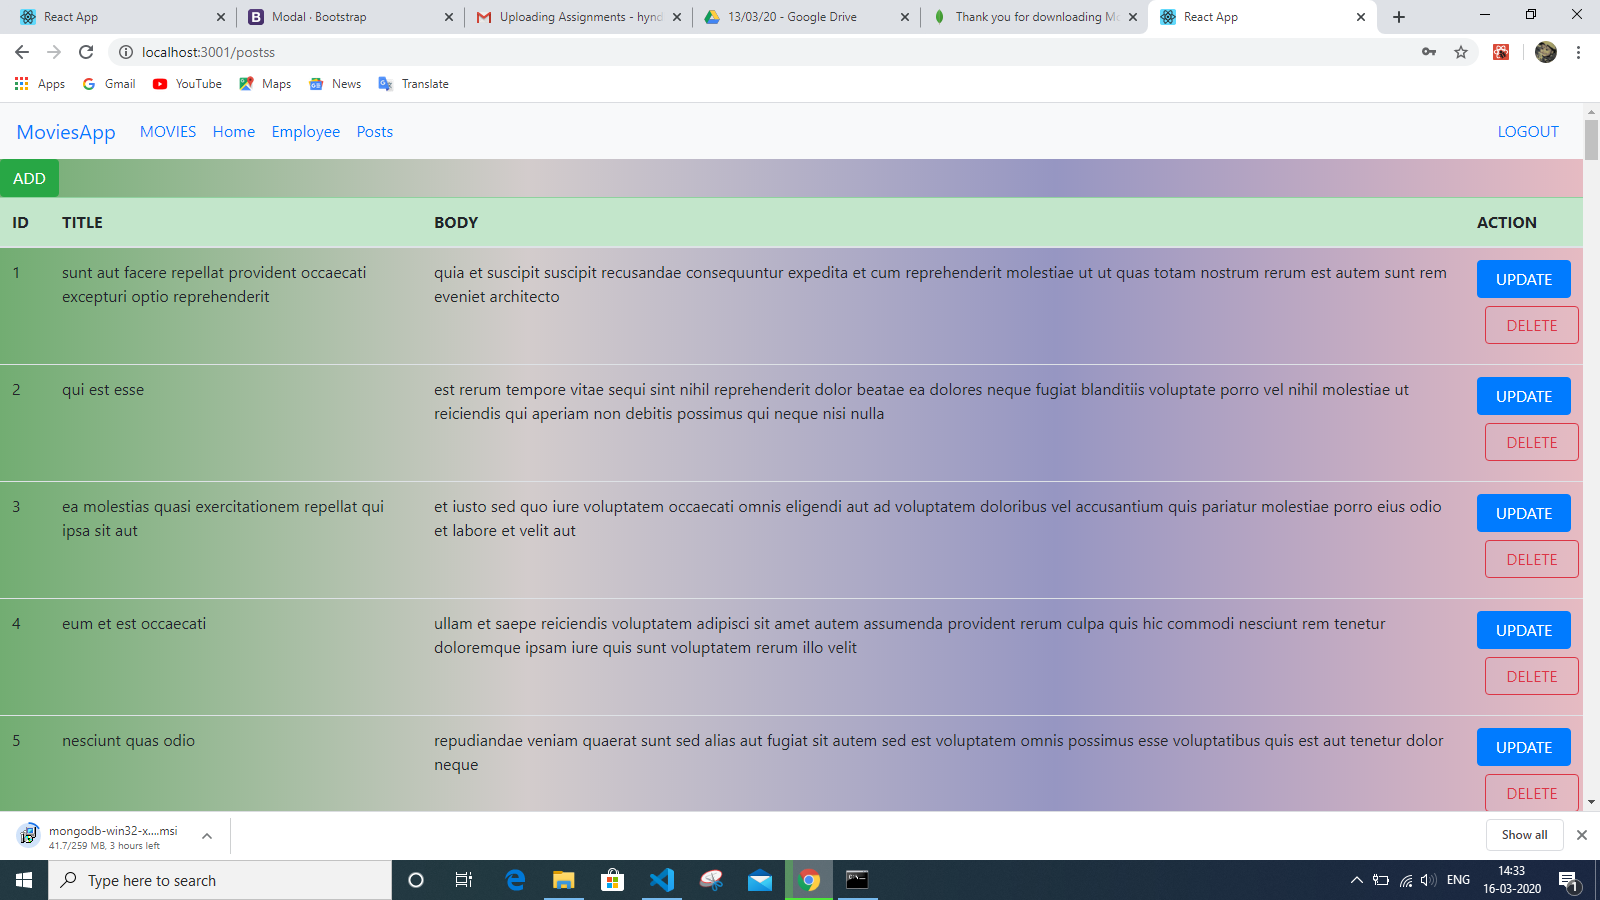 React App
Modal · Bootstrap
Uploading Assignments - hynd
13/03/20 - Google Drive
Thank you for downloading Mo
React App
localhost:3001/postss
Apps
Gmail
YouTube
Maps
News
Translate
MoviesApp MOVIES Home Employee Posts LOGOUT
ADD
ID TITLE BODY ACTION
1 sunt aut facere repellat provident occaecati
excepturi optio reprehenderit
quia et suscipit suscipit recusandae consequuntur expedita et cum reprehenderit molestiae ut ut quas totam nostrum rerum est autem sunt rem
eveniet architecto
UPDATE
DELETE
2 qui est esse
est rerum tempore vitae sequi sint nihil reprehenderit dolor beatae ea dolores neque fugiat blanditiis voluptate porro vel nihil molestiae ut
reiciendis qui aperiam non debitis possimus qui neque nisi nulla
UPDATE
DELETE
3 ea molestias quasi exercitationem repellat qui
ipsa sit aut
et iusto sed quo iure voluptatem occaecati omnis eligendi aut ad voluptatem doloribus vel accusantium quis pariatur molestiae porro eius odio
et labore et velit aut
UPDATE
DELETE
4 eum et est occaecati
ullam et saepe reiciendis voluptatem adipisci sit amet autem assumenda provident rerum culpa quis hic commodi nesciunt rem tenetur
doloremque ipsam iure quis sunt voluptatem rerum illo velit
UPDATE
DELETE
5 nesciunt quas odio
repudiandae veniam quaerat sunt sed alias aut fugiat sit autem sed est voluptatem omnis possimus esse voluptatibus quis est aut tenetur dolor
neque
UPDATE
DELETE
mongodb-win32-x....msi
41.7/259 MB, 3 hours left
Show all
Type here to search
ENG
14:33
16-03-2020
1